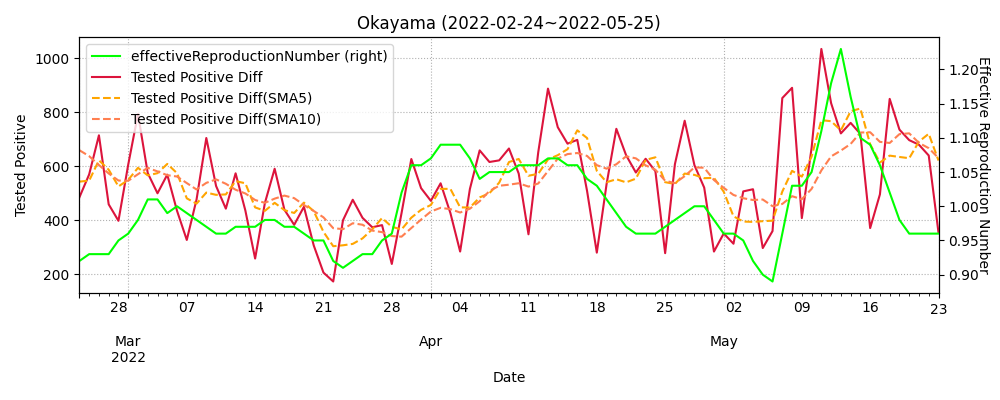 Okayama (2022-02-24~2022-05-25)
effectiveReproductionNumber (right)
Tested Positive Diff
Tested Positive Diff(SMA5)
Tested Positive Diff(SMA10)
Tested Positive
1000
800
600
400
200
Effective Reproduction Number
1.20
1.15
1.10
1.05
1.00
0.95
0.90
28 07 14 21 28 04 11 18 25 02 09 16 23
Mar Apr May
2022
Date